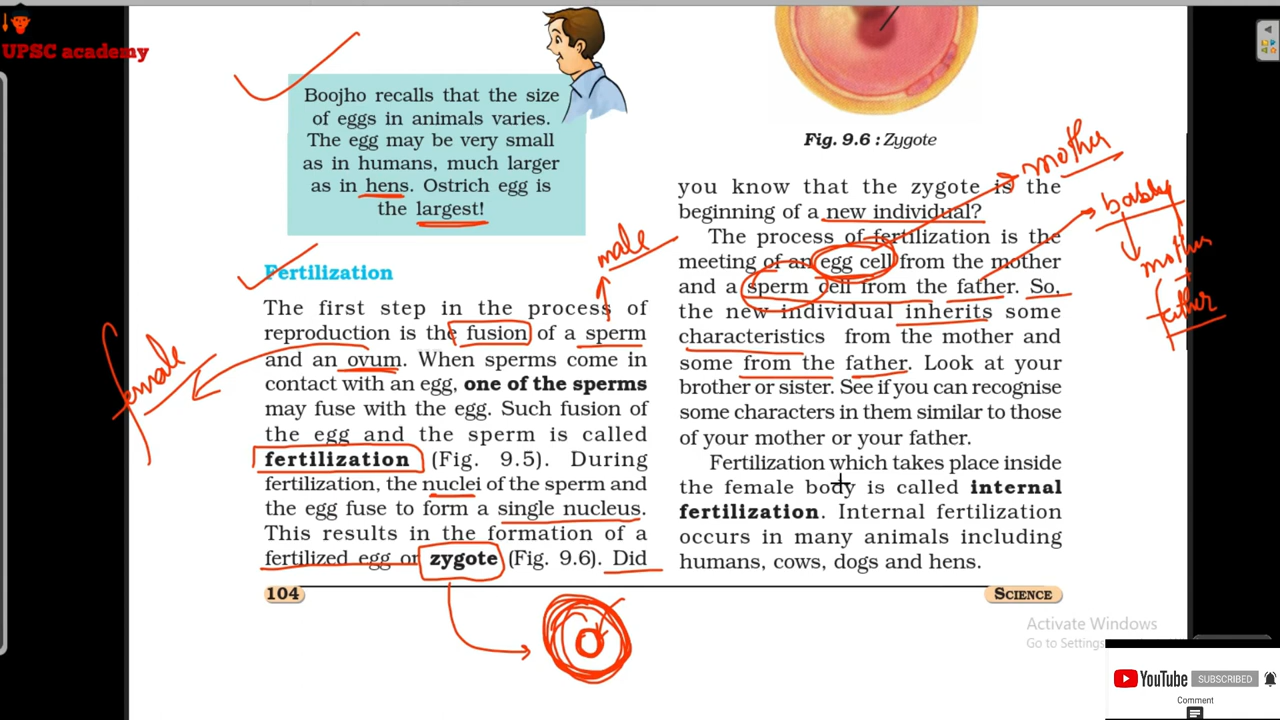 UPSC academy
Boojho recalls that the size
of eggs in animals varies.
The egg may be very small
as in humans, much larger
as in hens. Ostrich egg is
the largest!
Fertilization
male
The first step in the process of
reproduction is the fusion of a sperm
and an ovum. When sperms come in
contact with an egg, one of the sperms
may fuse with the egg. Such fusion of
the egg and the sperm is called
fertilization (Fig. 9.5). During
fertilization, the nuclei of the sperm and
the egg fuse to form a single nucleus.
This results in the formation of a
fertilized egg or zygote (Fig. 9.6). Did
female
104
Fig. 9.6 : Zygote
mother
you know that the zygote is the
beginning of a new individual?
The process of fertilization is the
meeting of an egg cell from the mother
and a sperm cell from the father. So,
the new individual inherits some
characteristics from the mother and
some from the father. Look at your
brother or sister. See if you can recognise
some characters in them similar to those
of your mother or your father.
Fertilization which takes place inside
the female body is called internal
fertilization. Internal fertilization
occurs in many animals including
humans, cows, dogs and hens.
mother
+
father
SCIENCE
Activate Windows
Go to Settings
YouTube SUBSCRIBED
Comment